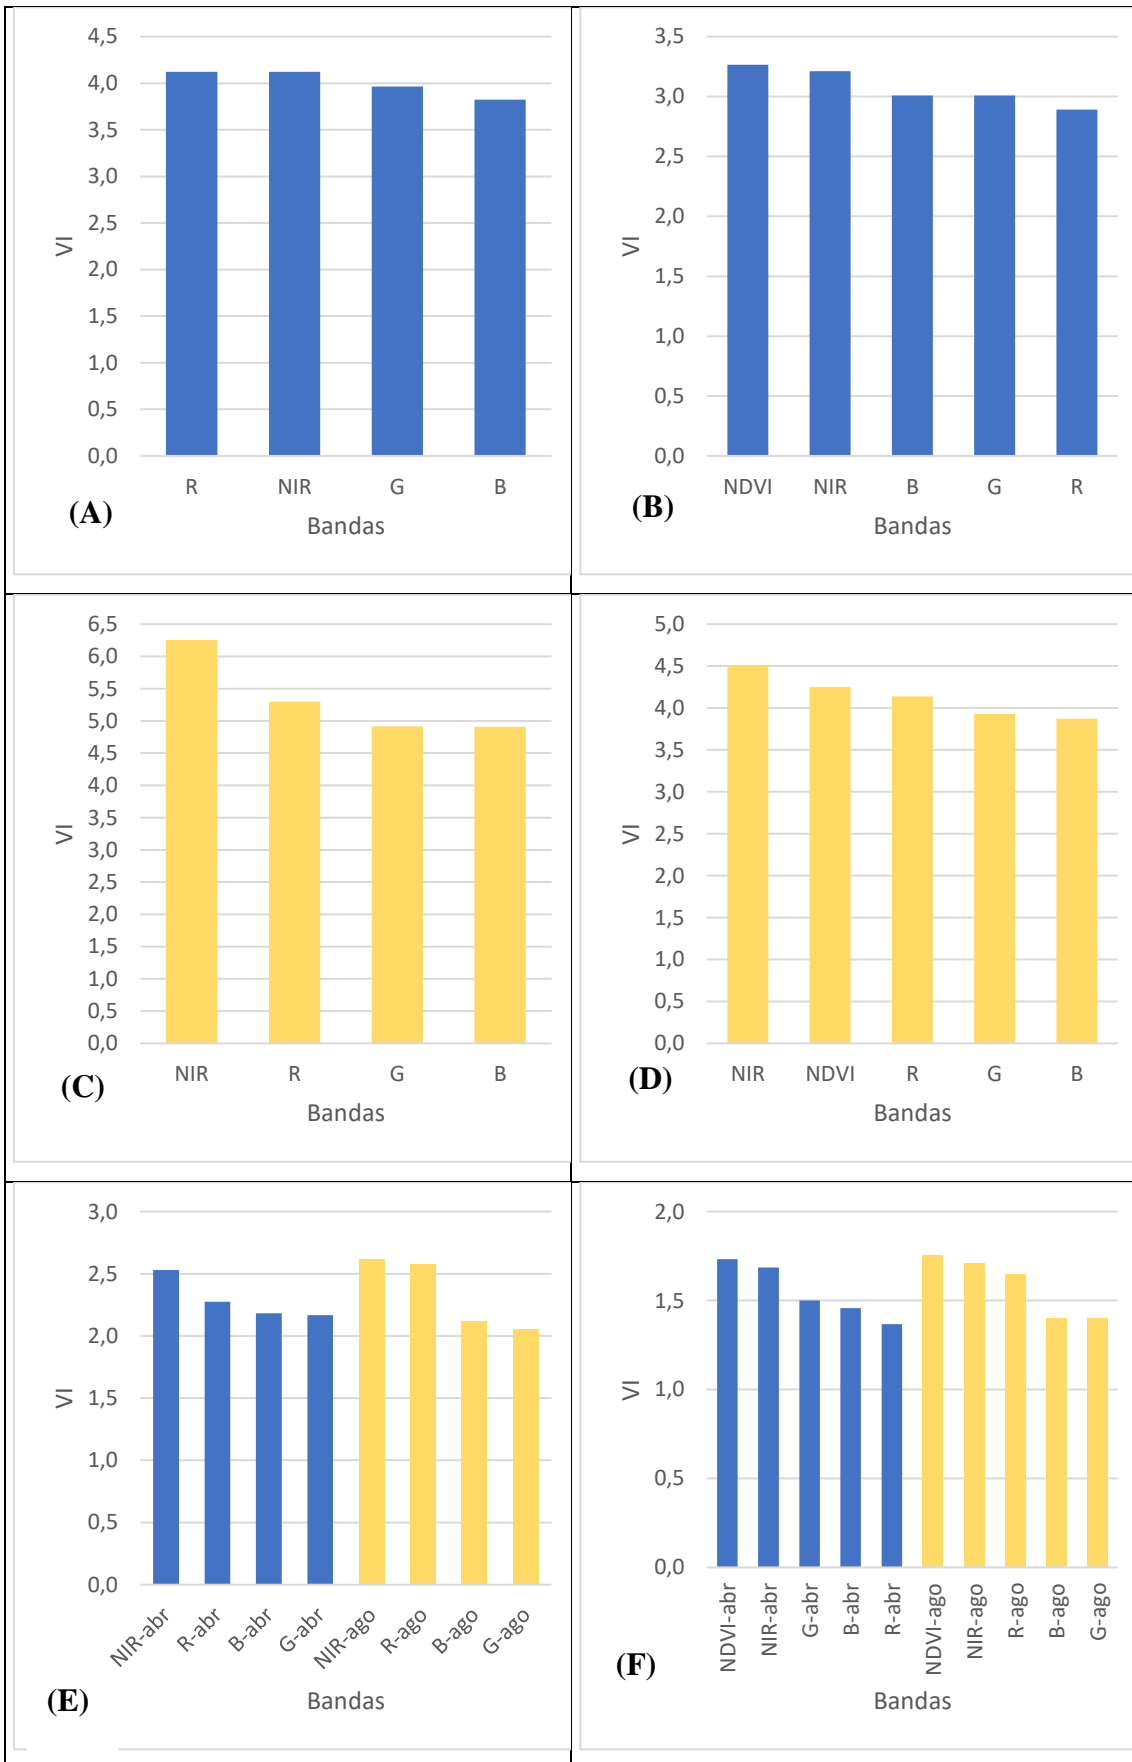 4,5
4,0
3,5
3,0
2,5
2,0
1,5
1,0
0,5
0,0
VI
R NIR G B
(A)
Bandas
3,5
3,0
2,5
2,0
1,5
1,0
0,5
0,0
VI
NDVI NIR B G R
(B)
Bandas
6,5
6,0
5,5
5,0
4,5
4,0
3,5
3,0
2,5
2,0
1,5
1,0
0,5
0,0
VI
NIR R G B
(C)
Bandas
5,0
4,5
4,0
3,5
3,0
2,5
2,0
1,5
1,0
0,5
0,0
VI
NIR NDVI R G B
(D)
Bandas
3,0
2,5
2,0
1,5
1,0
0,5
0,0
VI
NIR-abr R-abr B-abr G-abr NIR-ago R-ago B-ago G-ago
(E)
Bandas
2,0
1,5
1,0
0,5
0,0
VI
NDVI-abr NIR-abr G-abr B-abr R-abr NDVI-ago NIR-ago R-ago B-ago G-ago
(F)
Bandas